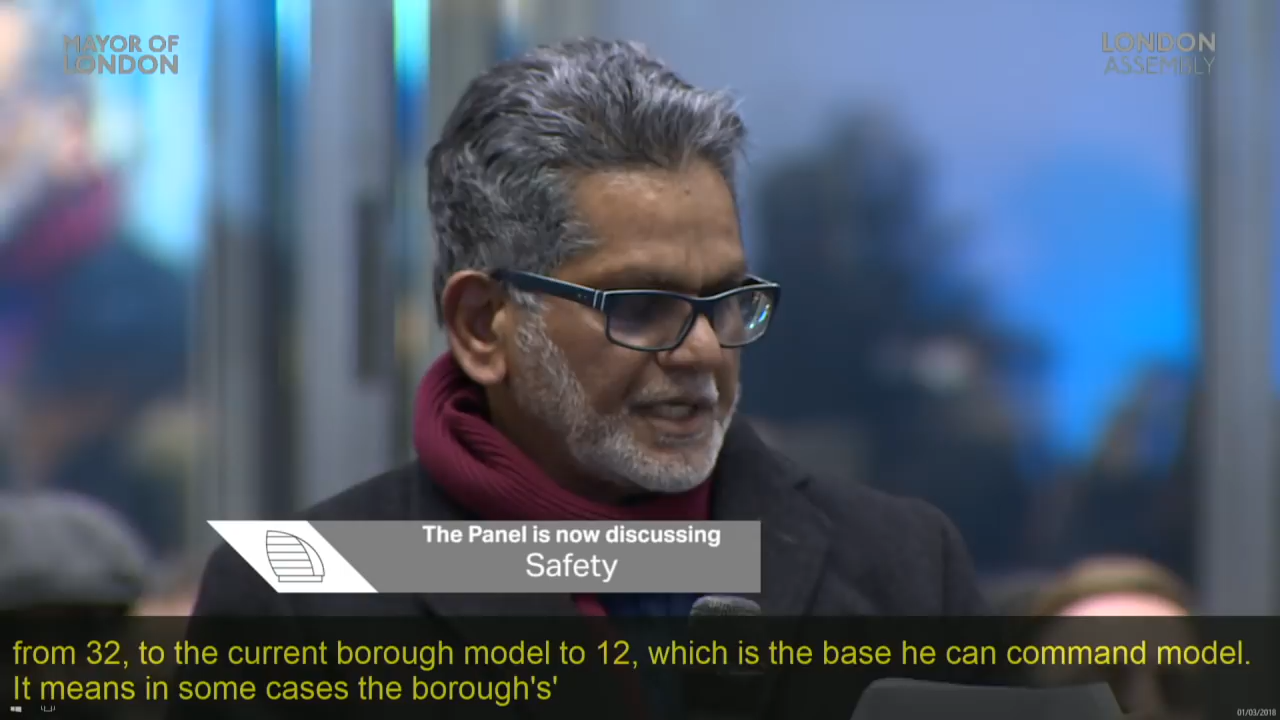 MAYOR OF
LONDON
LONDON
ASSEMBLY
The Panel is now discussing
Safety
from 32, to the current borough model to 12, which is the base he can command model.
It means in some cases the borough's'
01/03/2018